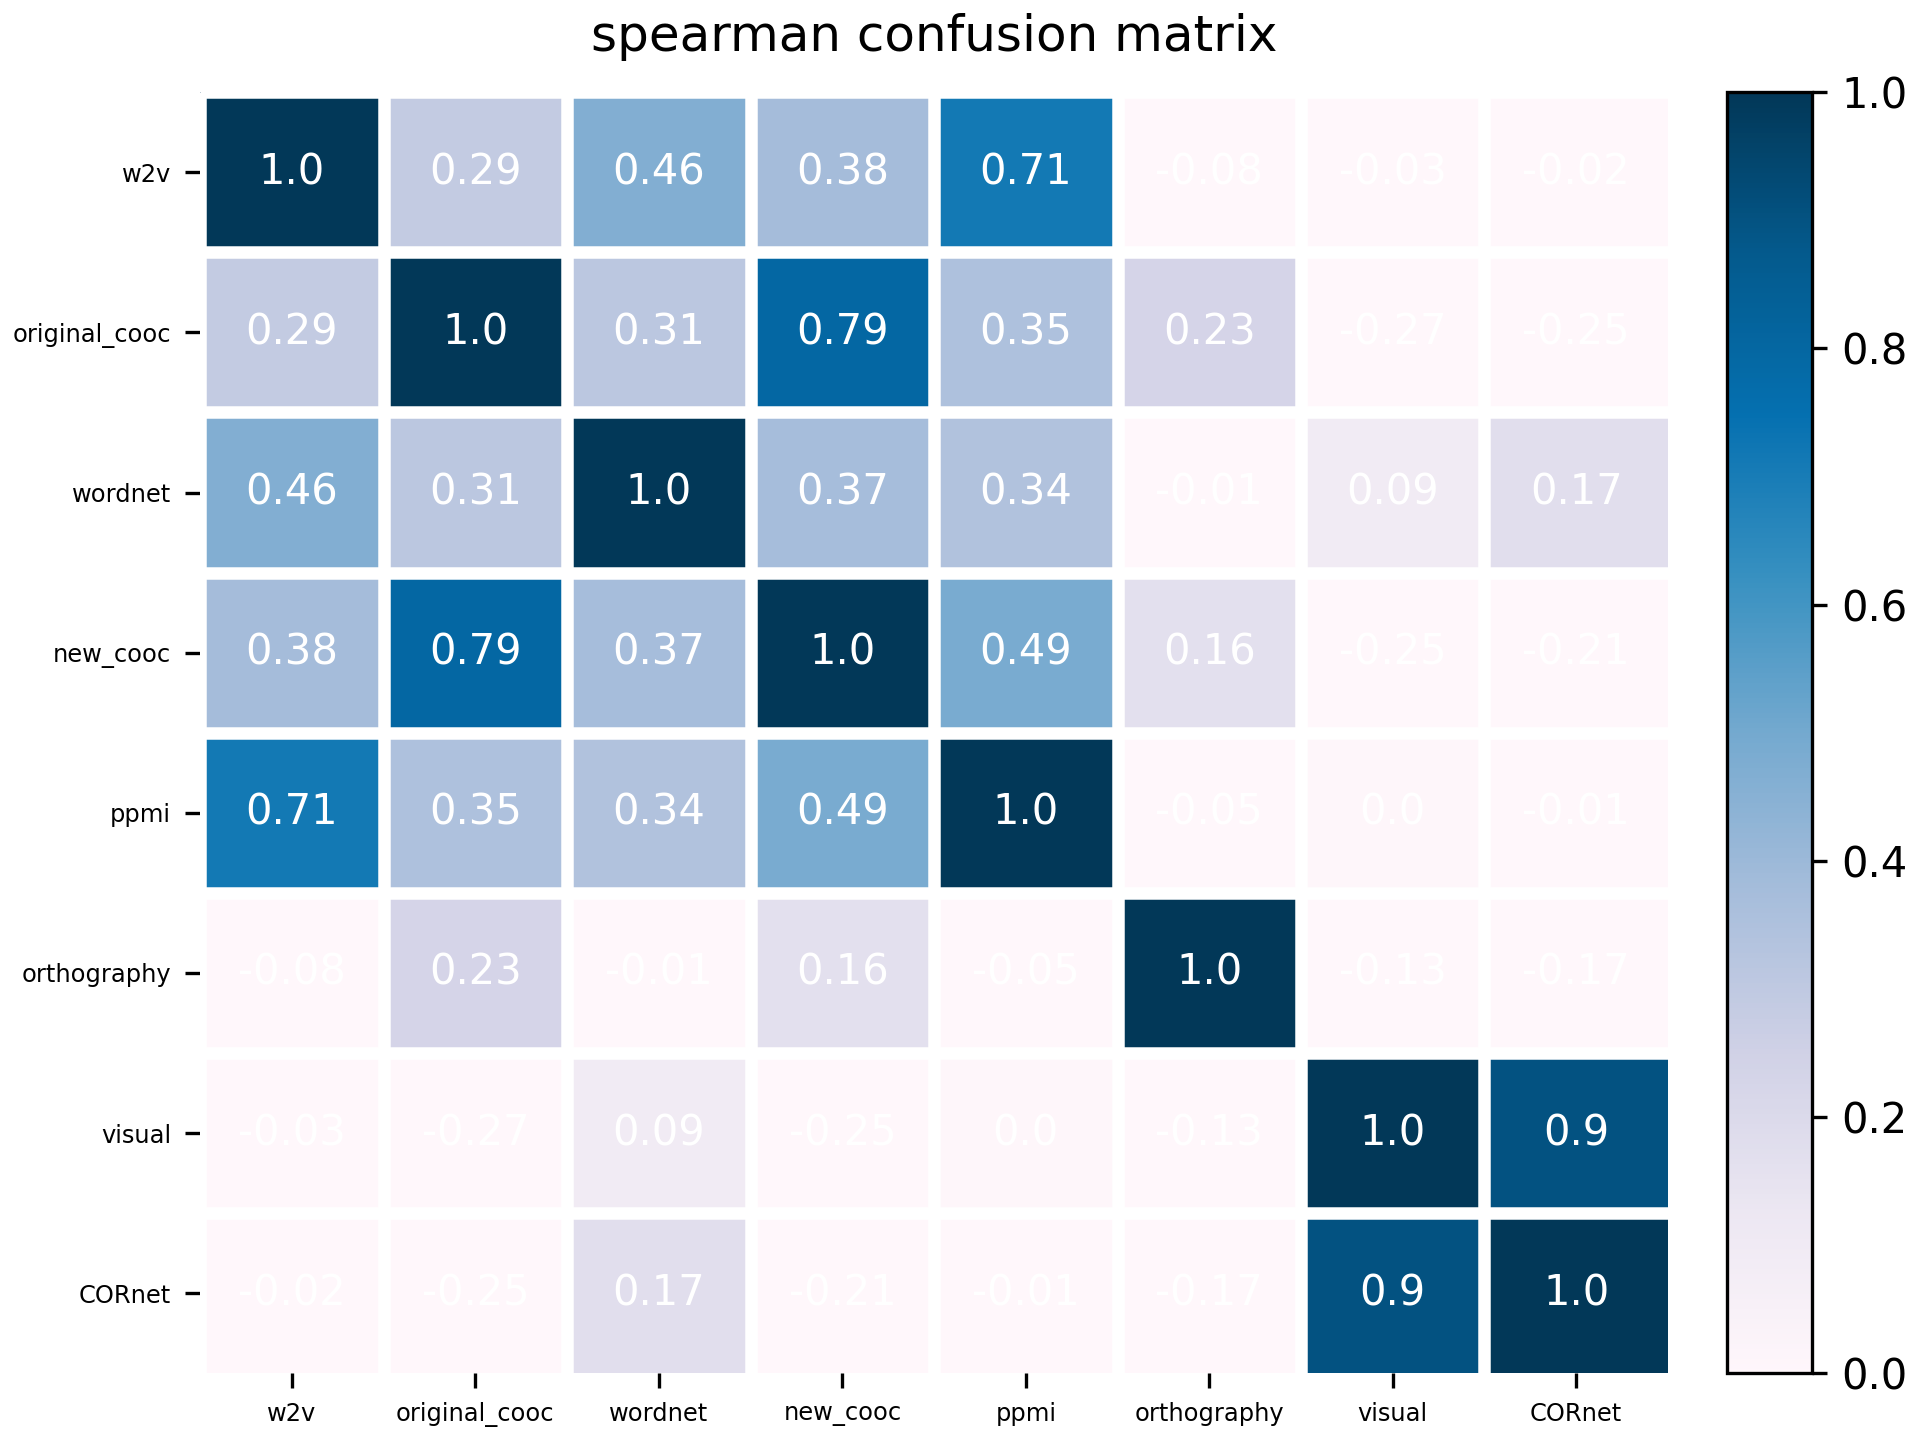 spearman confusion matrix
w2v 1.0 0.29 0.46 0.38 0.71 -0.08 -0.03 -0.02
original_cooc 0.29 1.0 0.31 0.79 0.35 0.23 -0.27 -0.25
wordnet 0.46 0.31 1.0 0.37 0.34 -0.01 0.09 0.17
new_cooc 0.38 0.79 0.37 1.0 0.49 0.16 -0.25 -0.21
ppmi 0.71 0.35 0.34 0.49 1.0 -0.05 0.0 -0.01
orthography -0.08 0.23 -0.01 0.16 -0.05 1.0 -0.13 -0.17
visual -0.03 -0.27 0.09 -0.25 0.0 -0.13 1.0 0.9
CORnet -0.02 -0.25 0.17 -0.21 -0.01 -0.17 0.9 1.0
w2v original_cooc wordnet new_cooc ppmi orthography visual CORnet
1.0
0.8
0.6
0.4
0.2
0.0